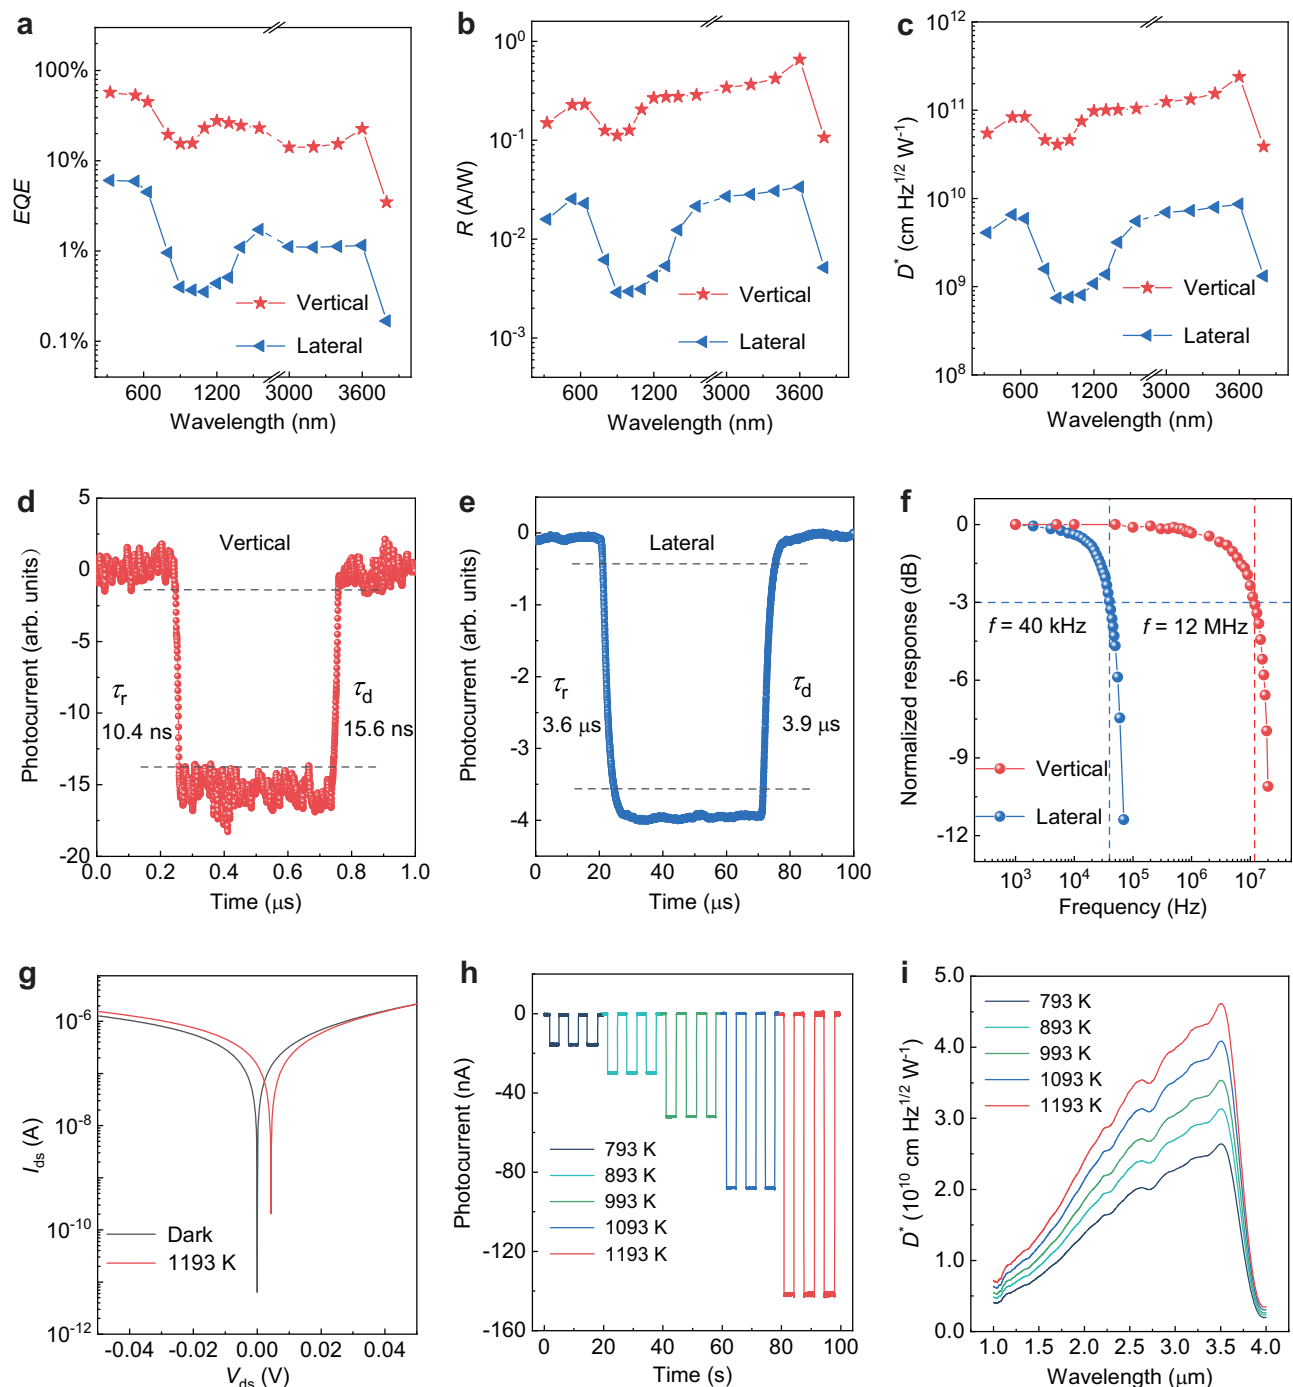 a
100%
10%
1%
0.1%
EQE
Vertical
Lateral
600 1200 3000 3600
Wavelength (nm)
b
10^0
10^-1
10^-2
10^-3
R (A/W)
Vertical
Lateral
600 1200 3000 3600
Wavelength (nm)
c
10^12
10^11
10^10
10^9
10^8
D* (cm Hz^1/2 W^-1)
Vertical
Lateral
600 1200 3000 3600
Wavelength (nm)
d
5
0
-5
-10
-15
-20
Photocurrent (arb. units)
Vertical
τr
10.4 ns
τd
15.6 ns
0.0 0.2 0.4 0.6 0.8 1.0
Time (μs)
e
0
-1
-2
-3
-4
Photocurrent (arb. units)
Lateral
τr
3.6 μs
τd
3.9 μs
0 20 40 60 80 100
Time (μs)
f
0
-3
-6
-9
-12
Normalized response (dB)
f = 40 kHz
f = 12 MHz
Vertical
Lateral
10^3 10^4 10^5 10^6 10^7
Frequency (Hz)
g
10^-6
10^-8
10^-10
10^-12
Ids (A)
Dark
1193 K
-0.04 -0.02 0.00 0.02 0.04
Vds (V)
h
0
-40
-80
-120
-160
Photocurrent (nA)
793 K
893 K
993 K
1093 K
1193 K
0 20 40 60 80 100
Time (s)
i
5.0
4.0
3.0
2.0
1.0
0.0
D* (10^10 cm Hz^1/2 W^-1)
793 K
893 K
993 K
1093 K
1193 K
1.0 1.5 2.0 2.5 3.0 3.5 4.0
Wavelength (μm)